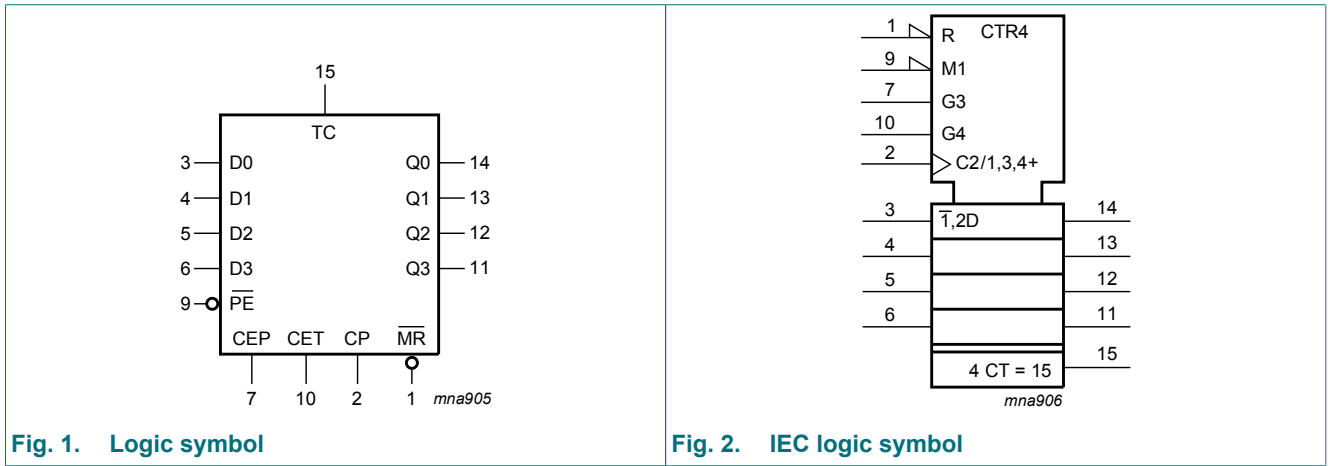 15
TC
3 D0 Q0 14
4 D1 Q1 13
5 D2 Q2 12
6 D3 Q3 11
9 P̅E̅
CEP CET CP M̅R̅
7 10 2 1 mna905
Fig. 1. Logic symbol
1 R CTR4
9 M1
7 G3
10 G4
2 C2/1,3,4+
3 1̅,2D 14
4 13
5 12
6 11
4 CT = 15 15
mna906
Fig. 2. IEC logic symbol